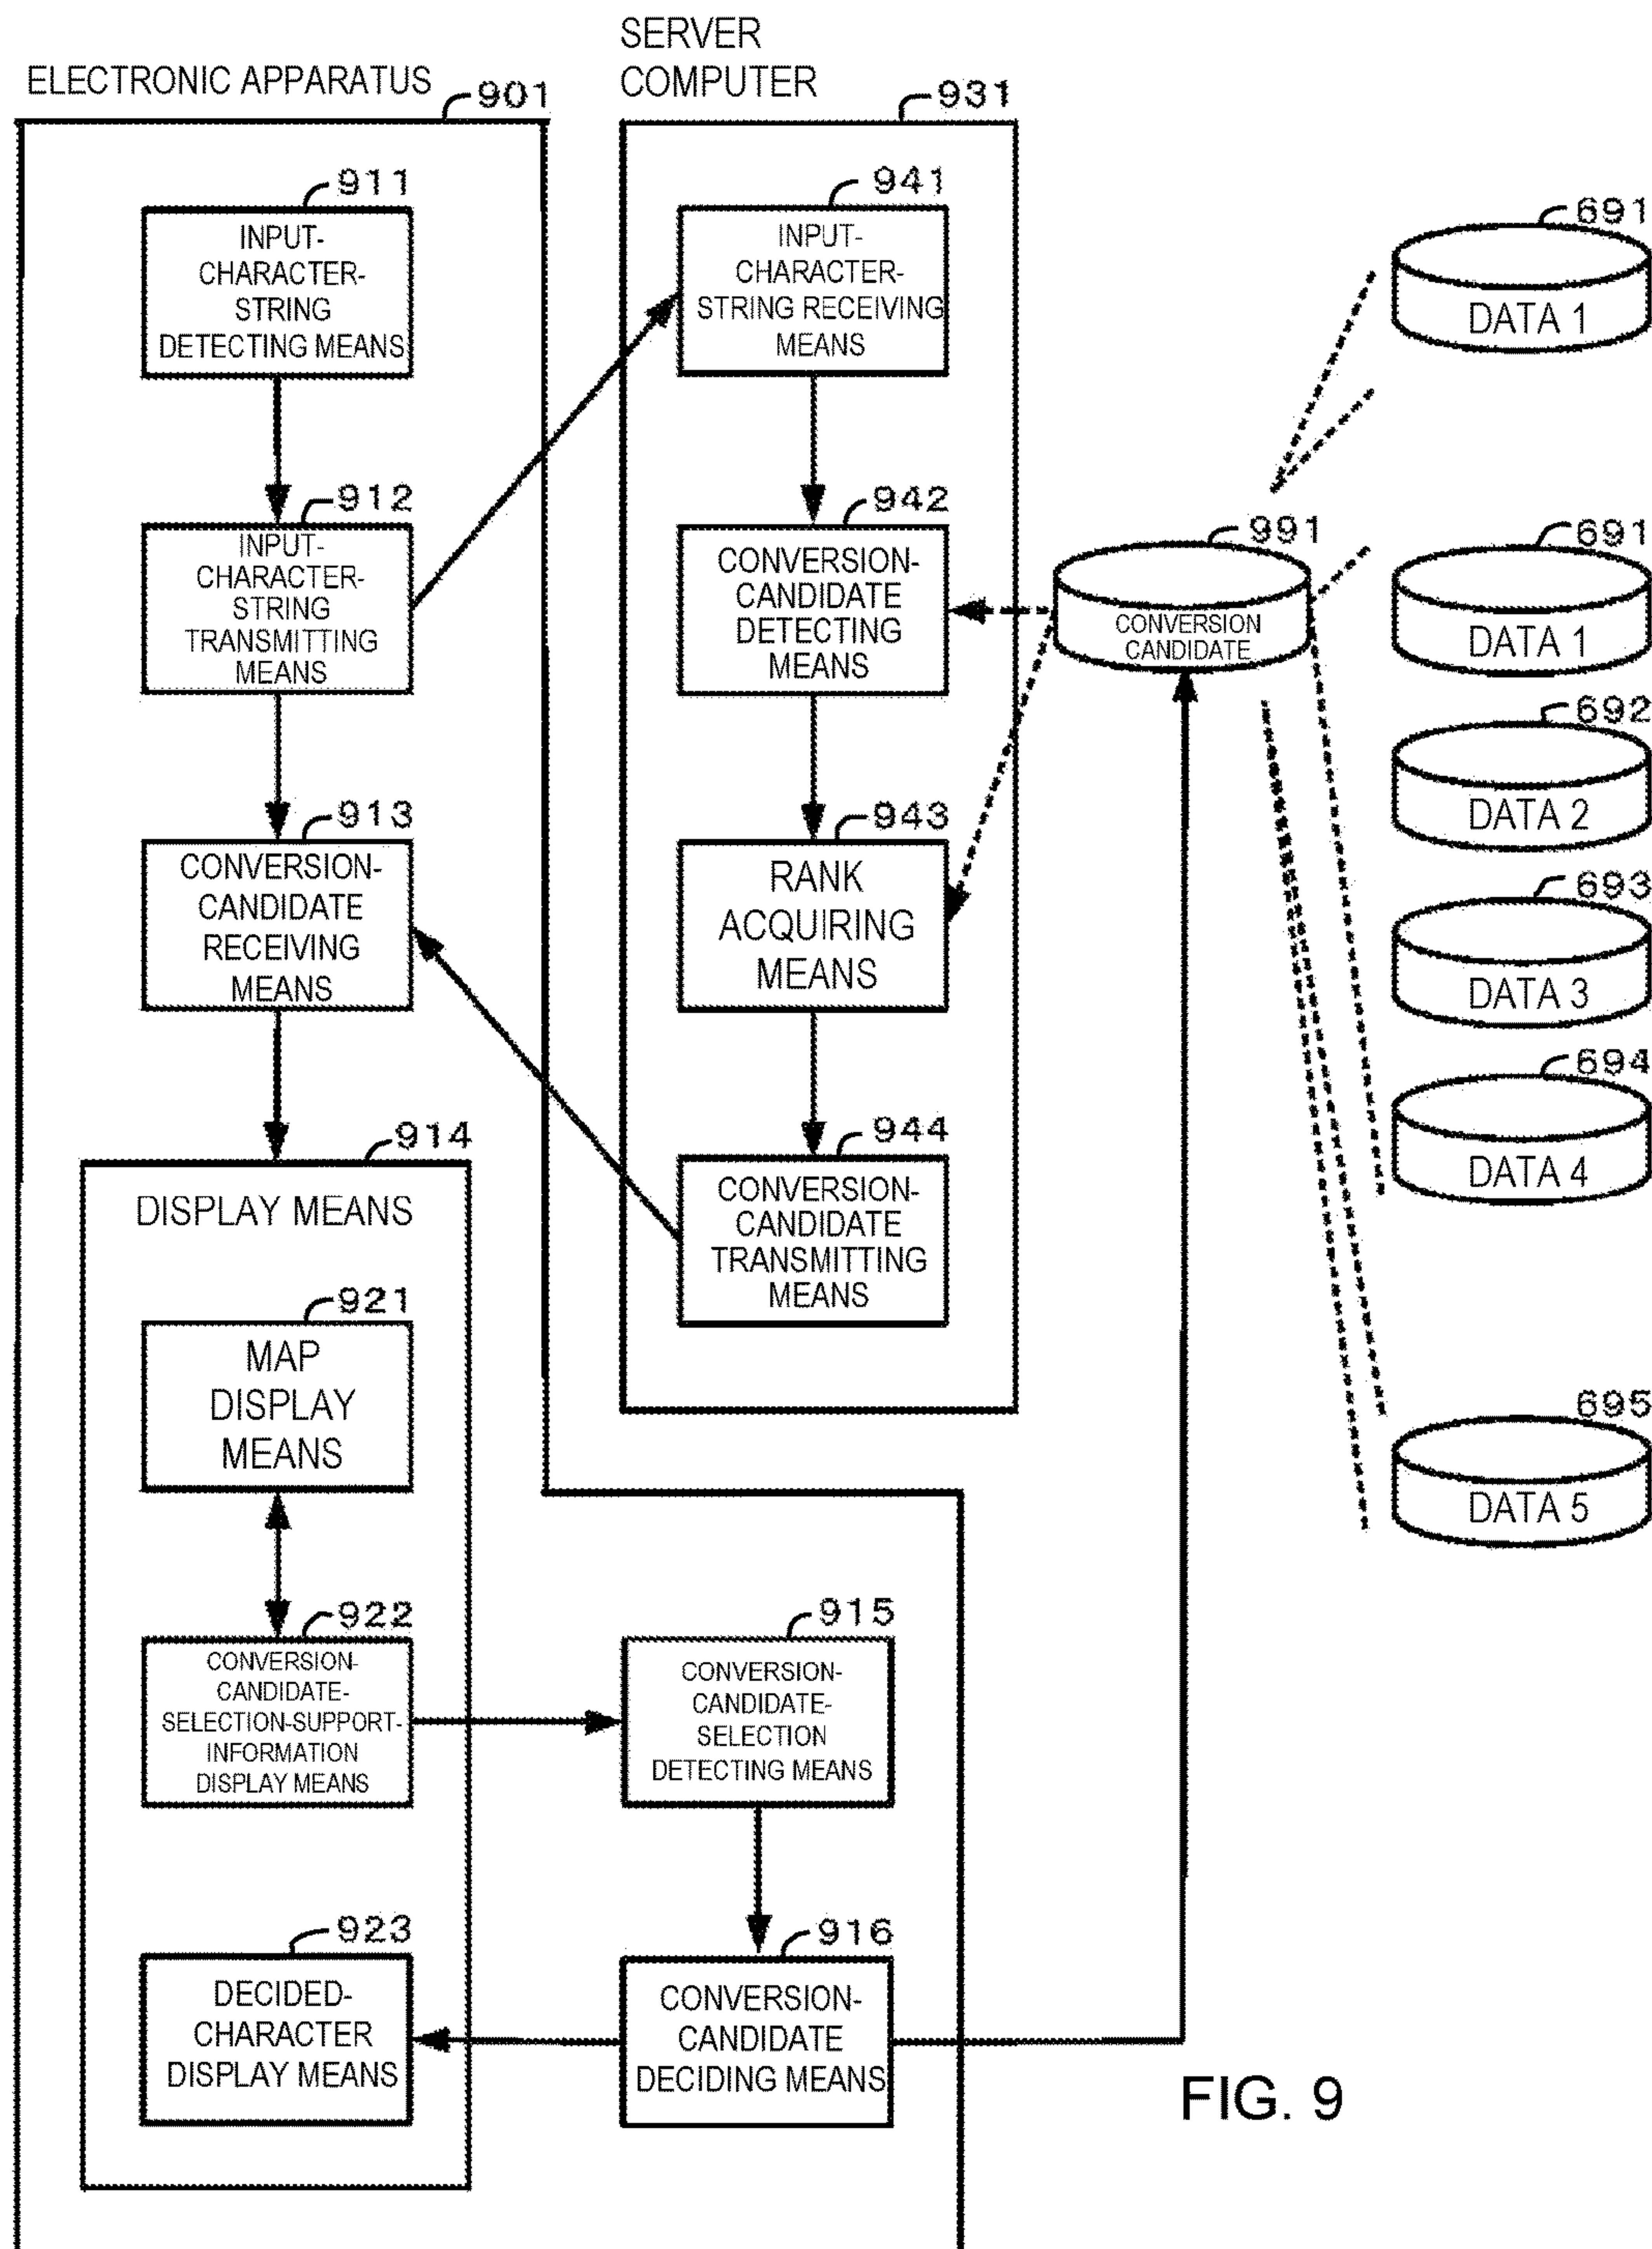 ELECTRONIC APPARATUS
901
911
INPUT-
CHARACTER-
STRING
DETECTING MEANS
912
INPUT-
CHARACTER-
STRING
TRANSMITTING
MEANS
913
CONVERSION-
CANDIDATE
RECEIVING
MEANS
914
DISPLAY MEANS
921
MAP
DISPLAY
MEANS
922
CONVERSION-
CANDIDATE-
SELECTION-SUPPORT-
INFORMATION
DISPLAY MEANS
923
DECIDED-
CHARACTER
DISPLAY MEANS
915
CONVERSION-
CANDIDATE-
SELECTION
DETECTING MEANS
916
CONVERSION-
CANDIDATE
DECIDING MEANS
SERVER
COMPUTER
931
941
INPUT-
CHARACTER-
STRING RECEIVING
MEANS
942
CONVERSION-
CANDIDATE
DETECTING
MEANS
943
RANK
ACQUIRING
MEANS
944
CONVERSION-
CANDIDATE
TRANSMITTING
MEANS
991
CONVERSION
CANDIDATE
691
DATA 1
691
DATA 1
692
DATA 2
693
DATA 3
694
DATA 4
695
DATA 5
FIG. 9